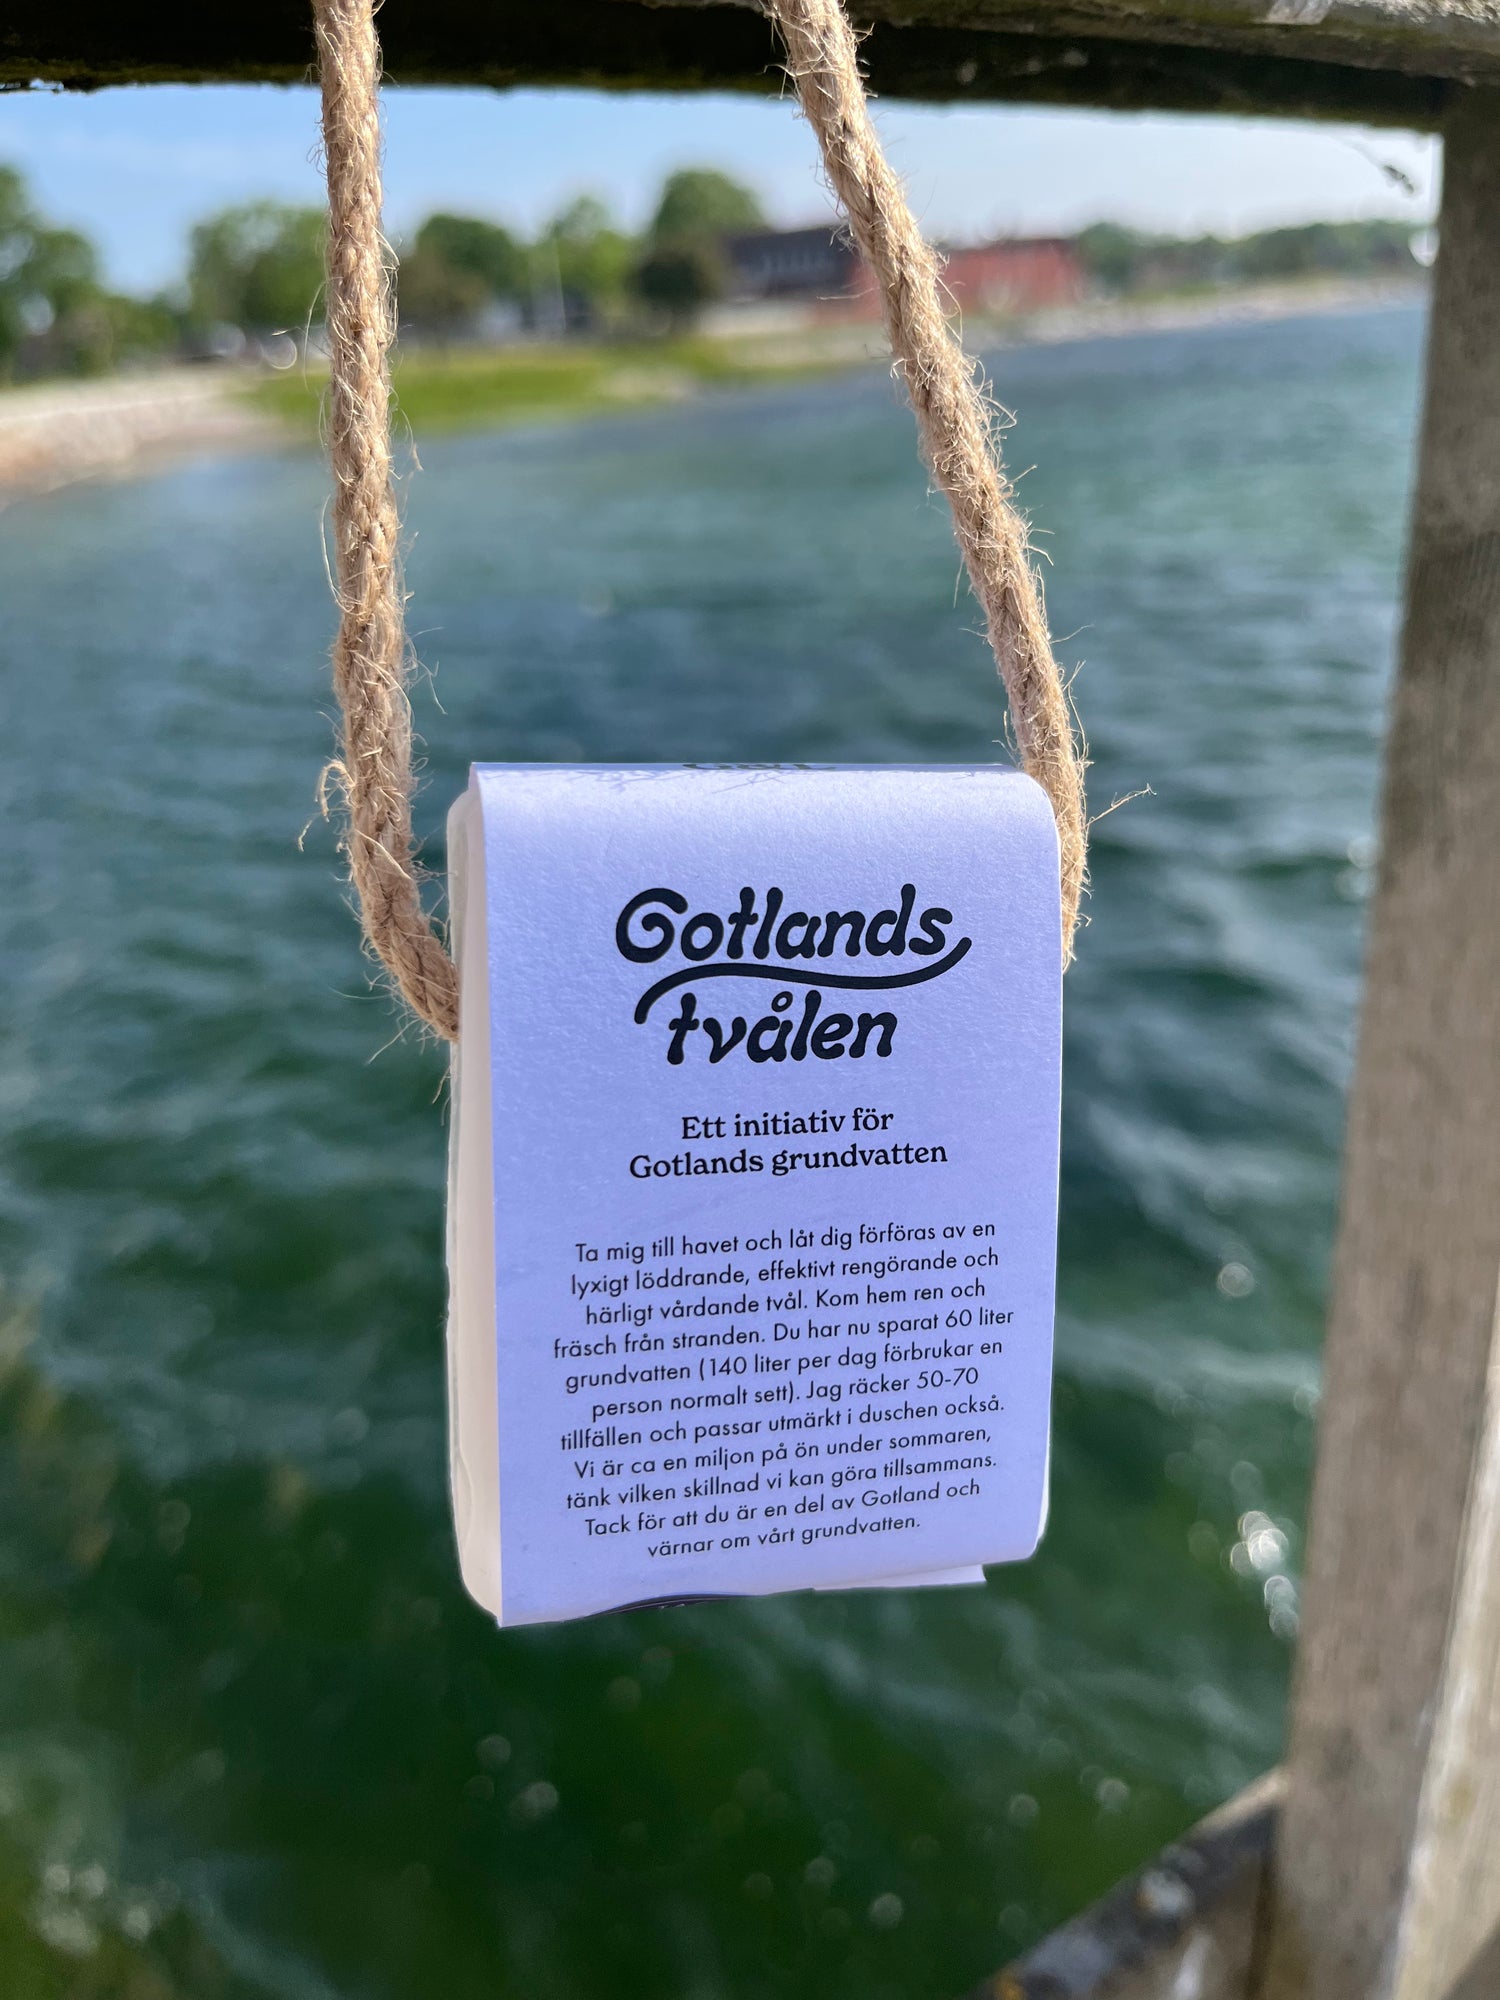 Gotlands
tvålen
Ett initiativ för
Gotlands grundvatten
Ta mig till havet och låt dig förföras av en
lyxigt löddrande, effektivt rengörande och
härligt vårdande tvål. Kom hem ren och
fräsch från stranden. Du har nu sparat 60 liter
grundvatten (140 liter per dag förbrukar en
person normalt sett). Jag räcker 50-70
tillfällen och passar utmärkt i duschen också.
Vi är ca en miljon på ön under sommaren,
tänk vilken skillnad vi kan göra tillsammans.
Tack för att du är en del av Gotland och
värnar om vårt grundvatten.